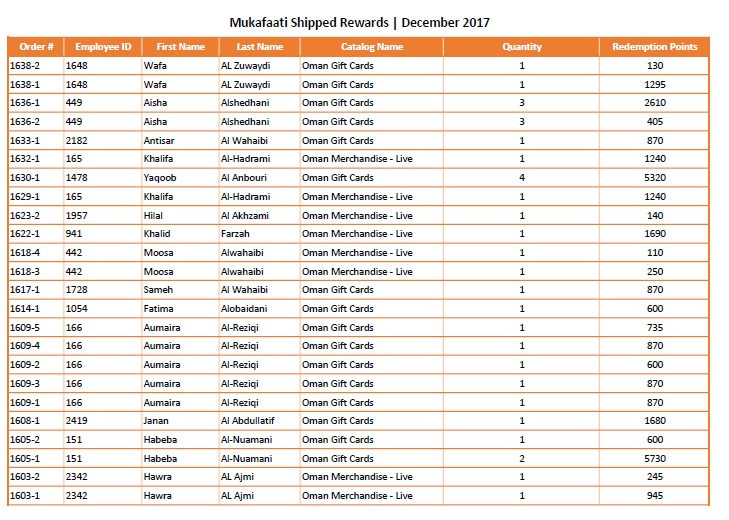 Mukafaati Shipped Rewards | December 2017
Order # Employee ID First Name Last Name Catalog Name Quantity Redemption Points
1638-2 1648 Wafa AL Zuwaydi Oman Gift Cards 1 130
1638-1 1648 Wafa AL Zuwaydi Oman Gift Cards 1 1295
1636-1 449 Aisha Alshedhani Oman Gift Cards 3 2610
1636-2 449 Aisha Alshedhani Oman Gift Cards 3 405
1633-1 2182 Antisar Al Wahaibi Oman Gift Cards 1 870
1632-1 165 Khalifa Al-Hadrami Oman Merchandise - Live 1 1240
1630-1 1478 Yaqoob Al Anbouri Oman Gift Cards 4 5320
1629-1 165 Khalifa Al-Hadrami Oman Merchandise - Live 1 1240
1623-2 1957 Hilal Al Akhzami Oman Merchandise - Live 1 140
1622-1 941 Khalid Farzah Oman Merchandise - Live 1 1690
1618-4 442 Moosa Alwahaibi Oman Merchandise - Live 1 110
1618-3 442 Moosa Alwahaibi Oman Merchandise - Live 1 250
1617-1 1728 Sameh Al Wahaibi Oman Gift Cards 1 870
1614-1 1054 Fatima Alobaidani Oman Gift Cards 1 600
1609-5 166 Aumaira Al-Reziqi Oman Gift Cards 1 735
1609-4 166 Aumaira Al-Reziqi Oman Gift Cards 1 870
1609-2 166 Aumaira Al-Reziqi Oman Gift Cards 1 600
1609-3 166 Aumaira Al-Reziqi Oman Gift Cards 1 870
1609-1 166 Aumaira Al-Reziqi Oman Gift Cards 1 870
1608-1 2419 Janan Al Abdullatif Oman Gift Cards 1 1680
1605-2 151 Habeba Al-Nuamani Oman Gift Cards 1 600
1605-1 151 Habeba Al-Nuamani Oman Gift Cards 2 5730
1603-2 2342 Hawra AL Ajmi Oman Merchandise - Live 1 245
1603-1 2342 Hawra AL Ajmi Oman Merchandise - Live 1 945